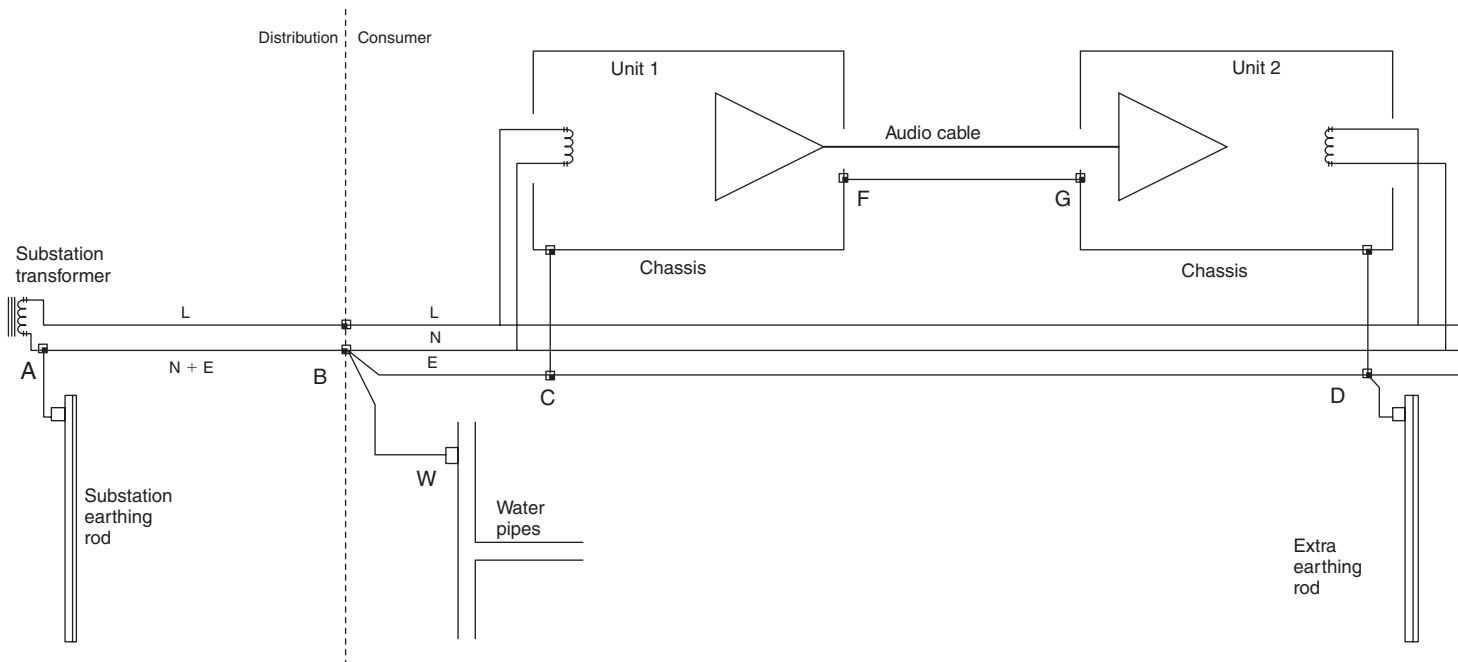 Distribution
Consumer
Unit 1
Unit 2
Audio cable
F
G
Chassis
Chassis
Substation
transformer
L
L
N
A
N + E
B
E
C
D
W
Substation
earthing
rod
Water
pipes
Extra
earthing
rod